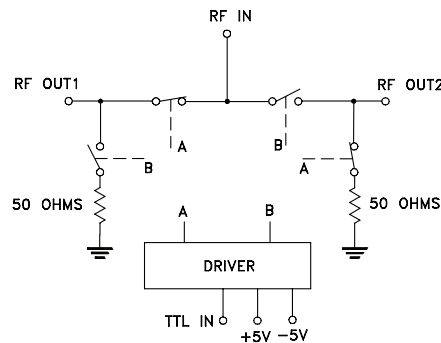 RF IN
RF OUT1
RF OUT2
A
B
B
A
50 OHMS
50 OHMS
A
B
DRIVER
TTL IN
+5V
-5V